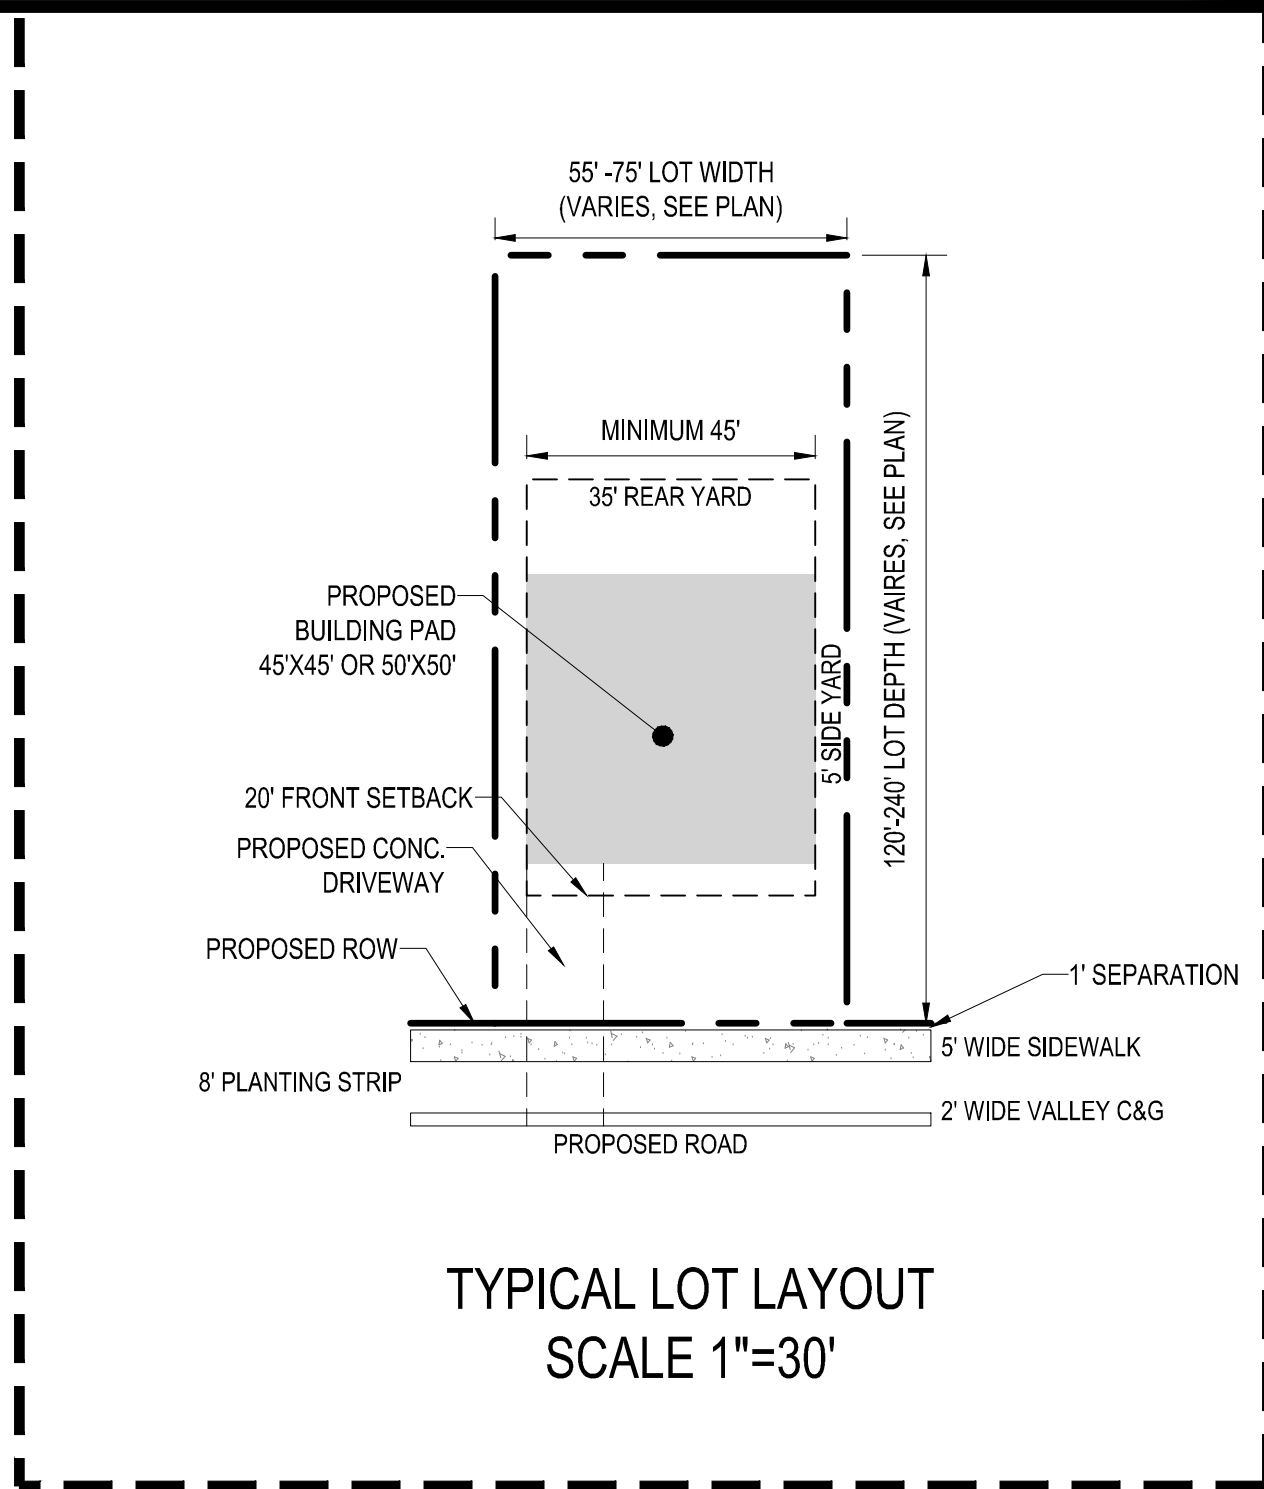 55' -75' LOT WIDTH
(VARIES, SEE PLAN)
MINIMUM 45'
35' REAR YARD
120'-240' LOT DEPTH (VAIRES, SEE PLAN)
PROPOSED
BUILDING PAD
45'X45' OR 50'X50'
5' SIDE YARD
20' FRONT SETBACK
PROPOSED CONC.
DRIVEWAY
PROPOSED ROW
1' SEPARATION
5' WIDE SIDEWALK
8' PLANTING STRIP
2' WIDE VALLEY C&G
PROPOSED ROAD
TYPICAL LOT LAYOUT
SCALE 1"=30'